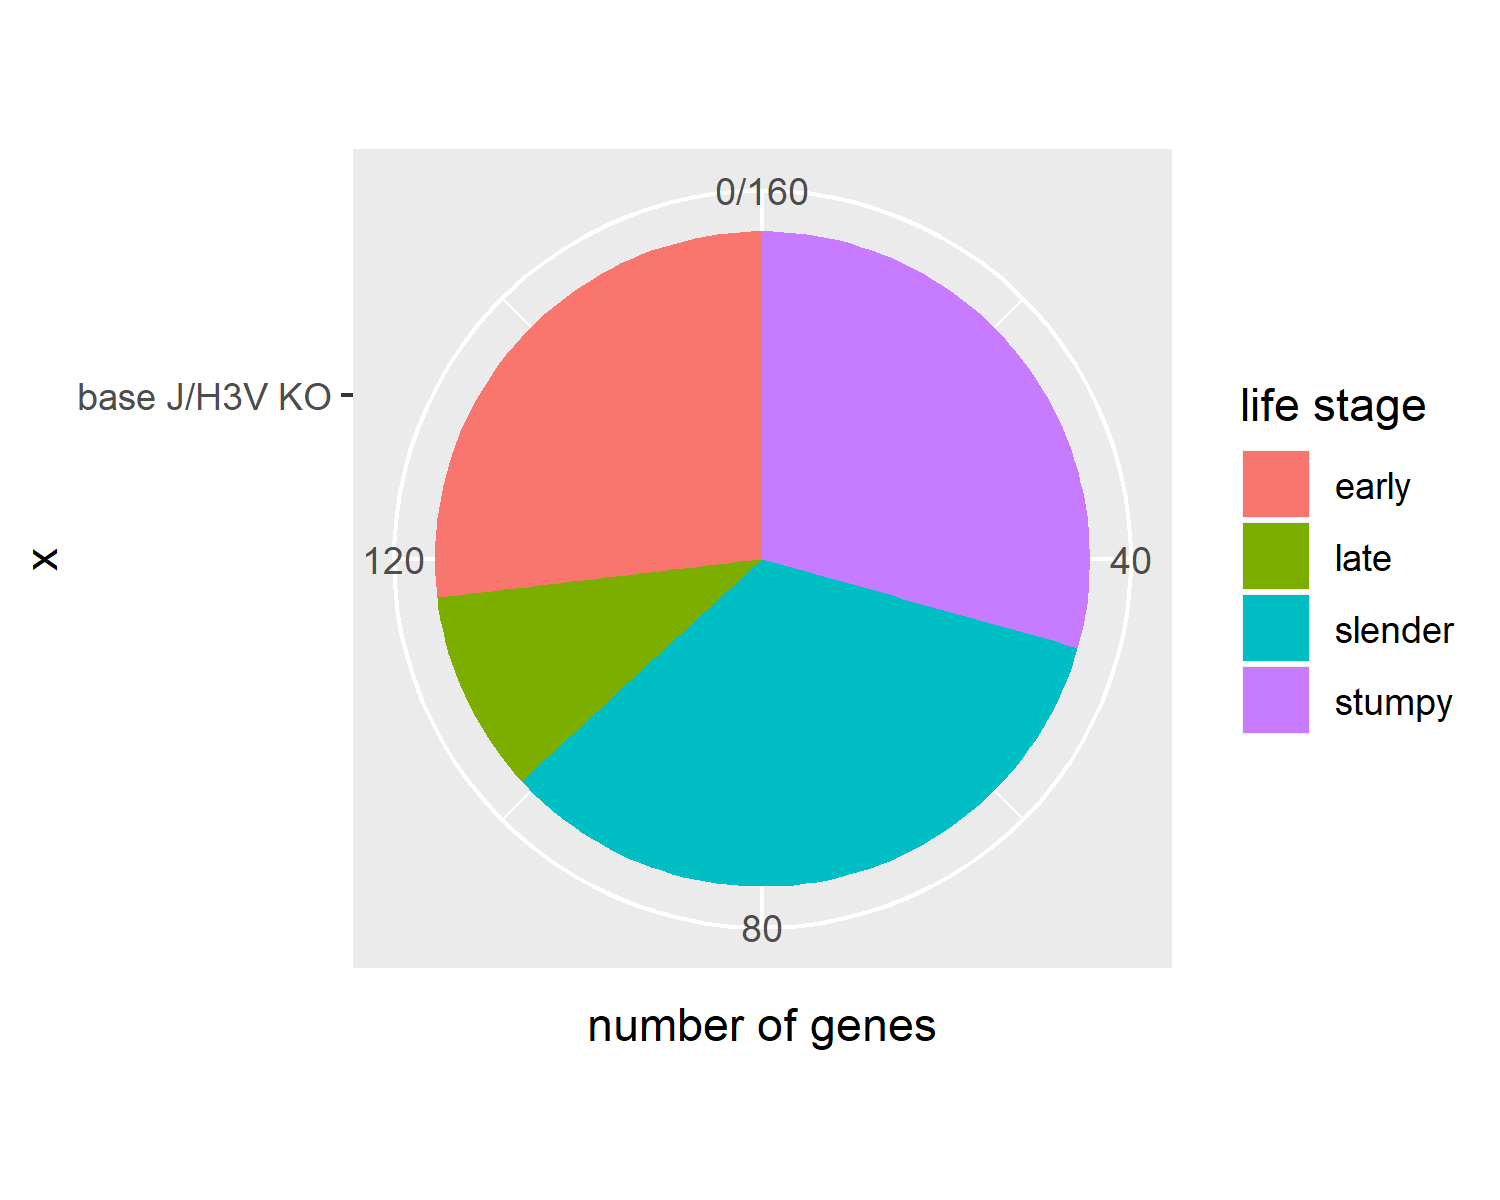 0/160
base J/H3V KO
120
40
80
x
number of genes
life stage
early
late
slender
stumpy